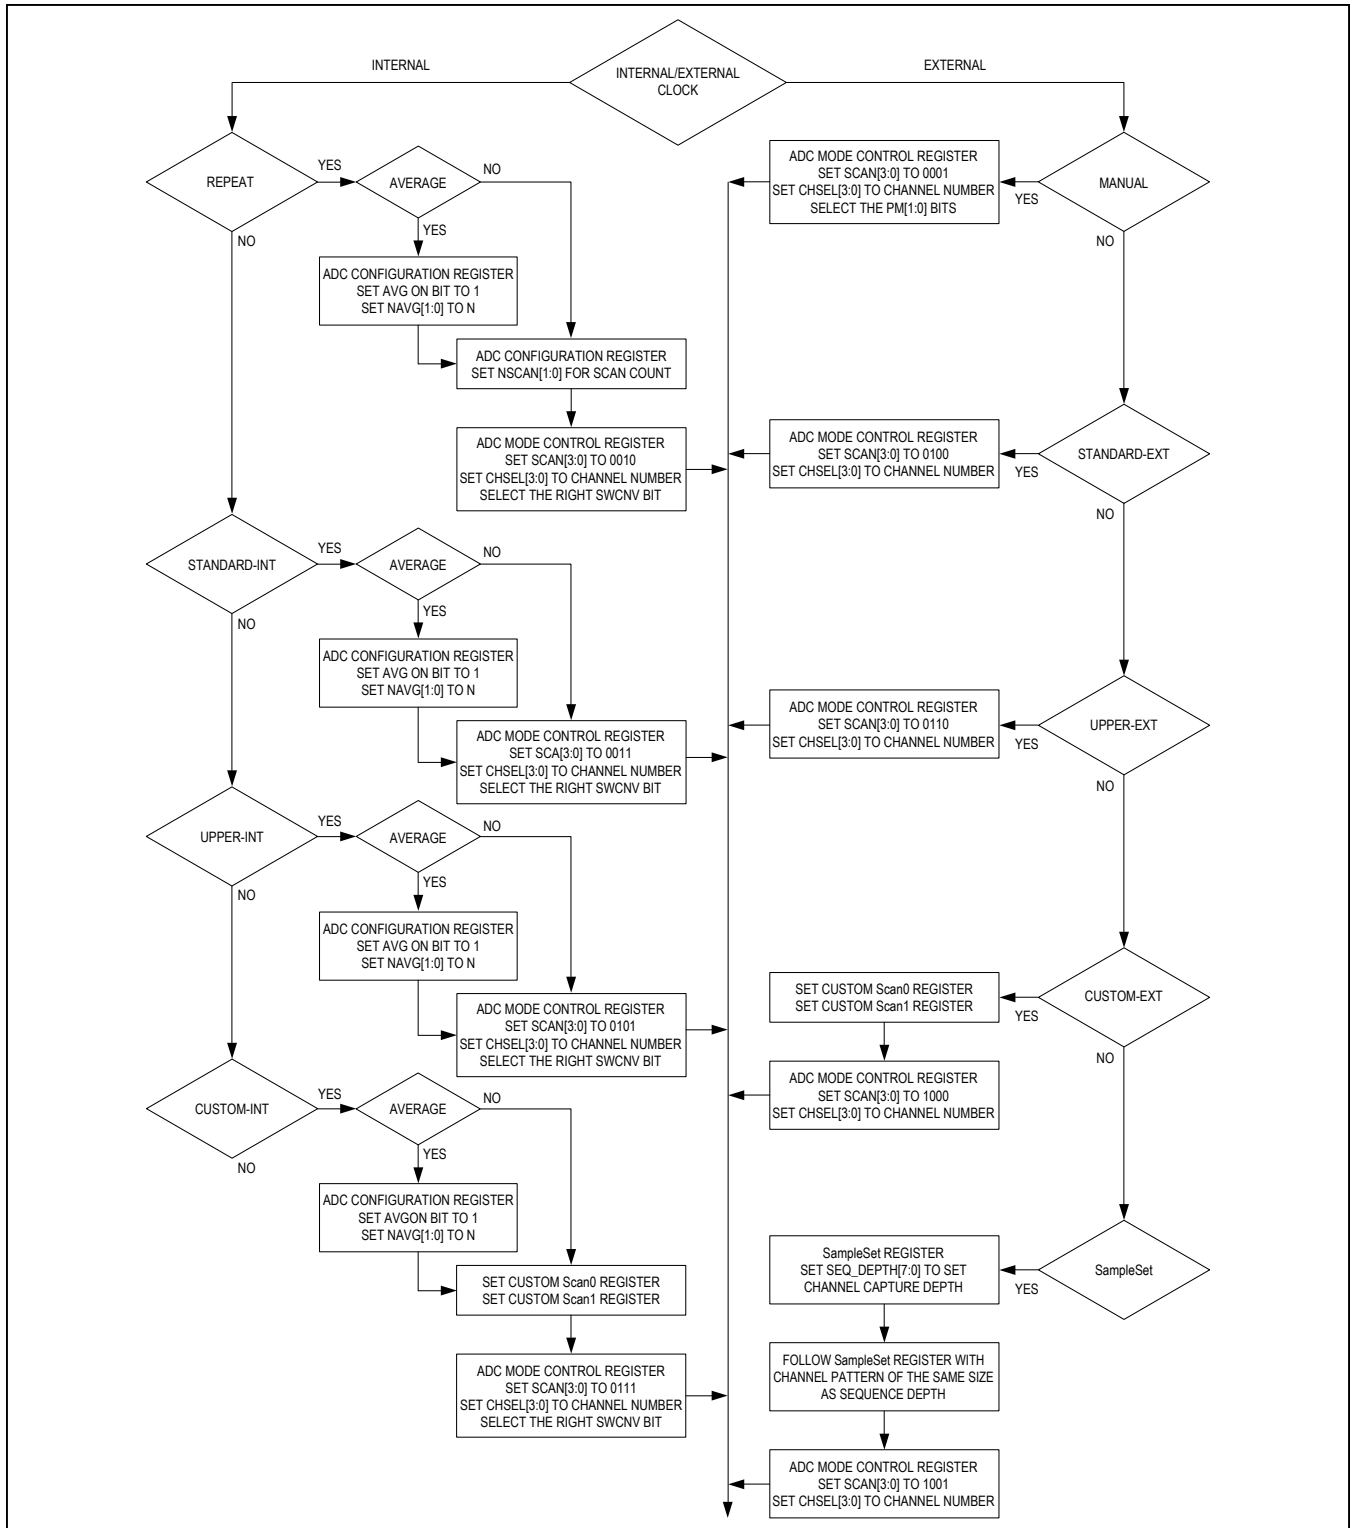 INTERNAL
INTERNAL/EXTERNAL
CLOCK
EXTERNAL
REPEAT
YES
AVERAGE
NO
YES
NO
ADC CONFIGURATION REGISTER
SET AVG ON BIT TO 1
SET NAVG[1:0] TO N
ADC CONFIGURATION REGISTER
SET NSCAN[1:0] FOR SCAN COUNT
ADC MODE CONTROL REGISTER
SET SCAN[3:0] TO 0010
SET CHSEL[3:0] TO CHANNEL NUMBER
SELECT THE RIGHT SWCNV BIT
STANDARD-INT
YES
AVERAGE
NO
YES
NO
ADC CONFIGURATION REGISTER
SET AVG ON BIT TO 1
SET NAVG[1:0] TO N
ADC MODE CONTROL REGISTER
SET SCA[3:0] TO 0011
SET CHSEL[3:0] TO CHANNEL NUMBER
SELECT THE RIGHT SWCNV BIT
UPPER-INT
YES
AVERAGE
NO
YES
NO
ADC CONFIGURATION REGISTER
SET AVG ON BIT TO 1
SET NAVG[1:0] TO N
ADC MODE CONTROL REGISTER
SET SCAN[3:0] TO 0101
SET CHSEL[3:0] TO CHANNEL NUMBER
SELECT THE RIGHT SWCNV BIT
CUSTOM-INT
YES
AVERAGE
NO
YES
NO
ADC CONFIGURATION REGISTER
SET AVGON BIT TO 1
SET NAVG[1:0] TO N
SET CUSTOM Scan0 REGISTER
SET CUSTOM Scan1 REGISTER
ADC MODE CONTROL REGISTER
SET SCAN[3:0] TO 0111
SET CHSEL[3:0] TO CHANNEL NUMBER
SELECT THE RIGHT SWCNV BIT
ADC MODE CONTROL REGISTER
SET SCAN[3:0] TO 0001
SET CHSEL[3:0] TO CHANNEL NUMBER
SELECT THE PM[1:0] BITS
YES
MANUAL
NO
ADC MODE CONTROL REGISTER
SET SCAN[3:0] TO 0100
SET CHSEL[3:0] TO CHANNEL NUMBER
YES
STANDARD-EXT
NO
ADC MODE CONTROL REGISTER
SET SCAN[3:0] TO 0110
SET CHSEL[3:0] TO CHANNEL NUMBER
YES
UPPER-EXT
NO
SET CUSTOM Scan0 REGISTER
SET CUSTOM Scan1 REGISTER
YES
CUSTOM-EXT
NO
ADC MODE CONTROL REGISTER
SET SCAN[3:0] TO 1000
SET CHSEL[3:0] TO CHANNEL NUMBER
SampleSet REGISTER
SET SEQ_DEPTH[7:0] TO SET
CHANNEL CAPTURE DEPTH
YES
SampleSet
FOLLOW SampleSet REGISTER WITH
CHANNEL PATTERN OF THE SAME SIZE
AS SEQUENCE DEPTH
ADC MODE CONTROL REGISTER
SET SCAN[3:0] TO 1001
SET CHSEL[3:0] TO CHANNEL NUMBER